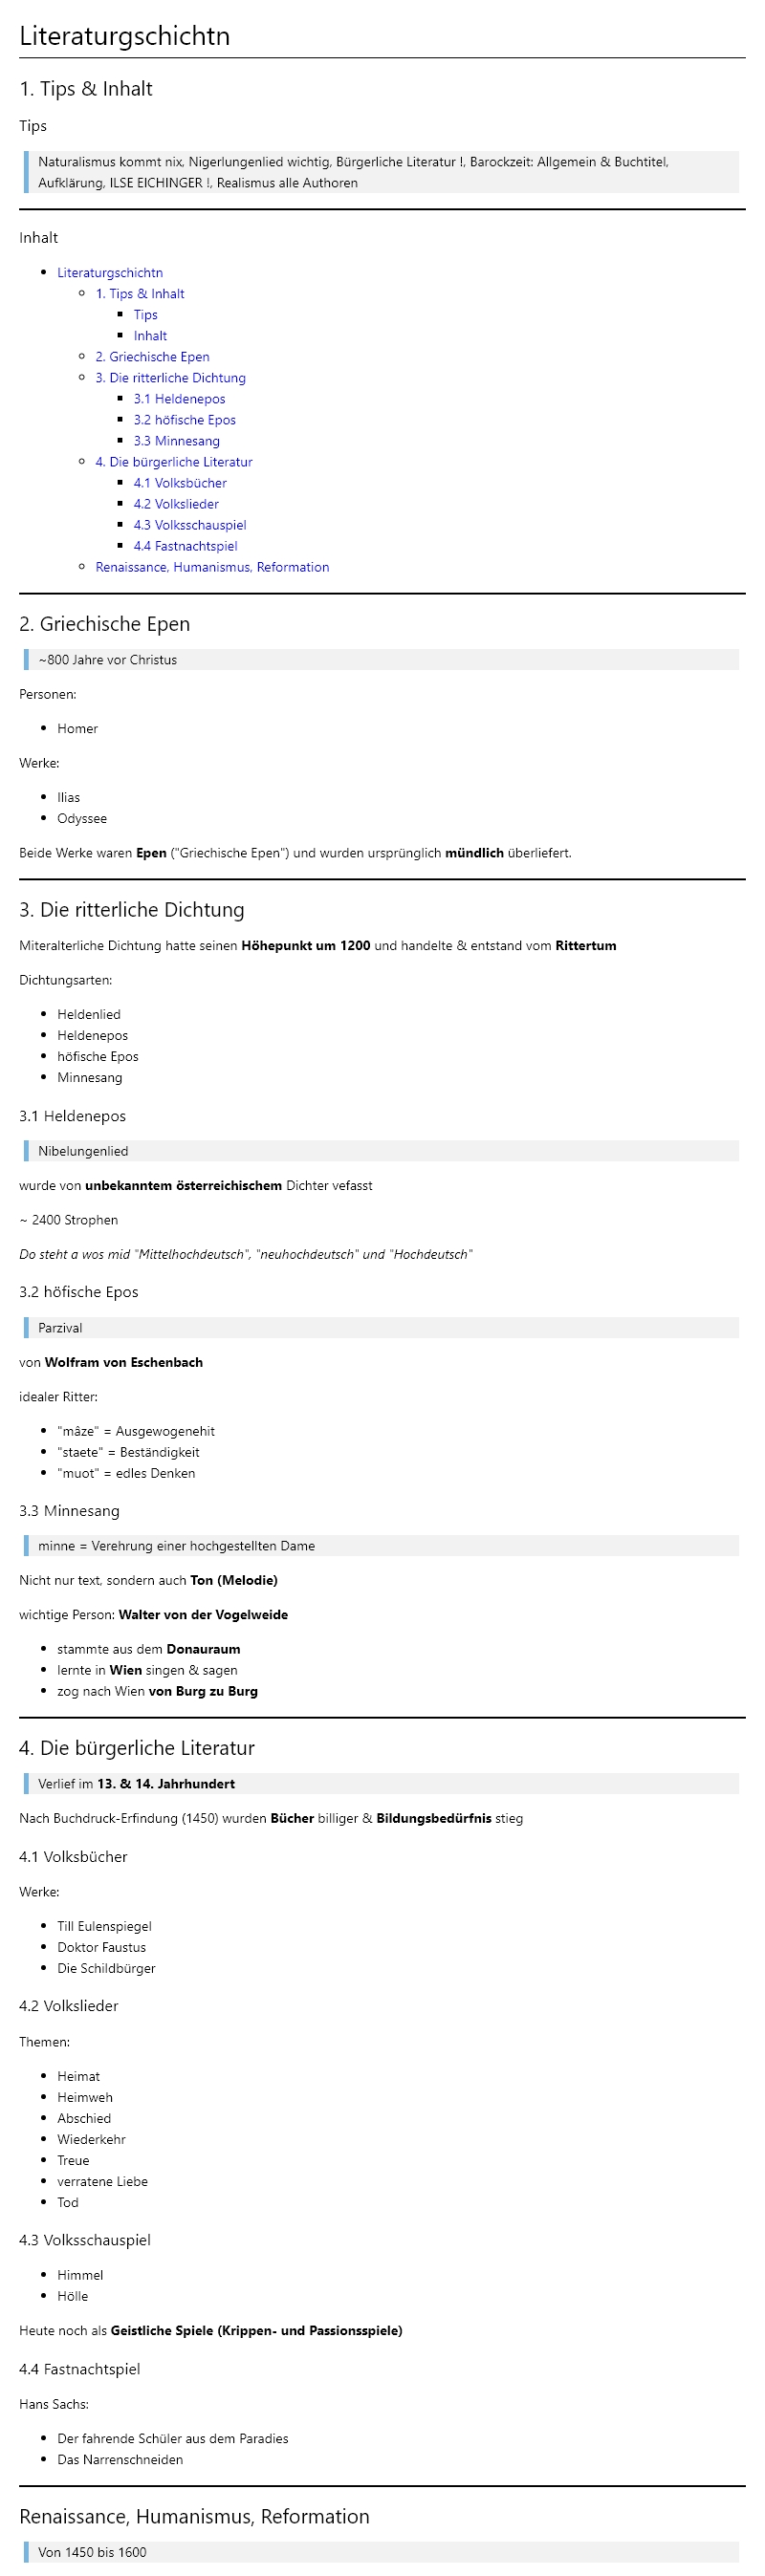 Literaturgschichtn
1. Tips & Inhalt
Tips
Naturalismus kommt nix, Nigerlungenlied wichtig, Bürgerliche Literatur !, Barockzeit: Allgemein & Buchtitel,
Aufklärung, ILSE EICHINGER !, Realismus alle Authoren
Inhalt
Literaturgschichtn
1. Tips & Inhalt
Tips
Inhalt
2. Griechische Epen
3. Die ritterliche Dichtung
3.1 Heldenepos
3.2 höfische Epos
3.3 Minnesang
4. Die bürgerliche Literatur
4.1 Volksbücher
4.2 Volkslieder
4.3 Volksschauspiel
4.4 Fastnachtspiel
Renaissance, Humanismus, Reformation
2. Griechische Epen
~800 Jahre vor Christus
Personen:
Homer
Werke:
Ilias
Odyssee
Beide Werke waren Epen ("Griechische Epen") und wurden ursprünglich mündlich überliefert.
3. Die ritterliche Dichtung
Miteralterliche Dichtung hatte seinen Höhepunkt um 1200 und handelte & entstand vom Rittertum
Dichtungsarten:
Heldenlied
Heldenepos
höfische Epos
Minnesang
3.1 Heldenepos
Nibelungenlied
wurde von unbekanntem österreichischem Dichter vefasst
~ 2400 Strophen
Do steht a wos mid "Mittelhochdeutsch", "neuhochdeutsch" und "Hochdeutsch"
3.2 höfische Epos
Parzival
von Wolfram von Eschenbach
idealer Ritter:
"mâze" = Ausgewogenehit
"staete" = Beständigkeit
"muot" = edles Denken
3.3 Minnesang
minne = Verehrung einer hochgestellten Dame
Nicht nur text, sondern auch Ton (Melodie)
wichtige Person: Walter von der Vogelweide
stammte aus dem Donauraum
lernte in Wien singen & sagen
zog nach Wien von Burg zu Burg
4. Die bürgerliche Literatur
Verlief im 13. & 14. Jahrhundert
Nach Buchdruck-Erfindung (1450) wurden Bücher billiger & Bildungsbedürfnis stieg
4.1 Volksbücher
Werke:
Till Eulenspiegel
Doktor Faustus
Die Schildbürger
4.2 Volkslieder
Themen:
Heimat
Heimweh
Abschied
Wiederkehr
Treue
verratene Liebe
Tod
4.3 Volksschauspiel
Himmel
Hölle
Heute noch als Geistliche Spiele (Krippen- und Passionsspiele)
4.4 Fastnachtspiel
Hans Sachs:
Der fahrende Schüler aus dem Paradies
Das Narrenschneiden
Renaissance, Humanismus, Reformation
Von 1450 bis 1600